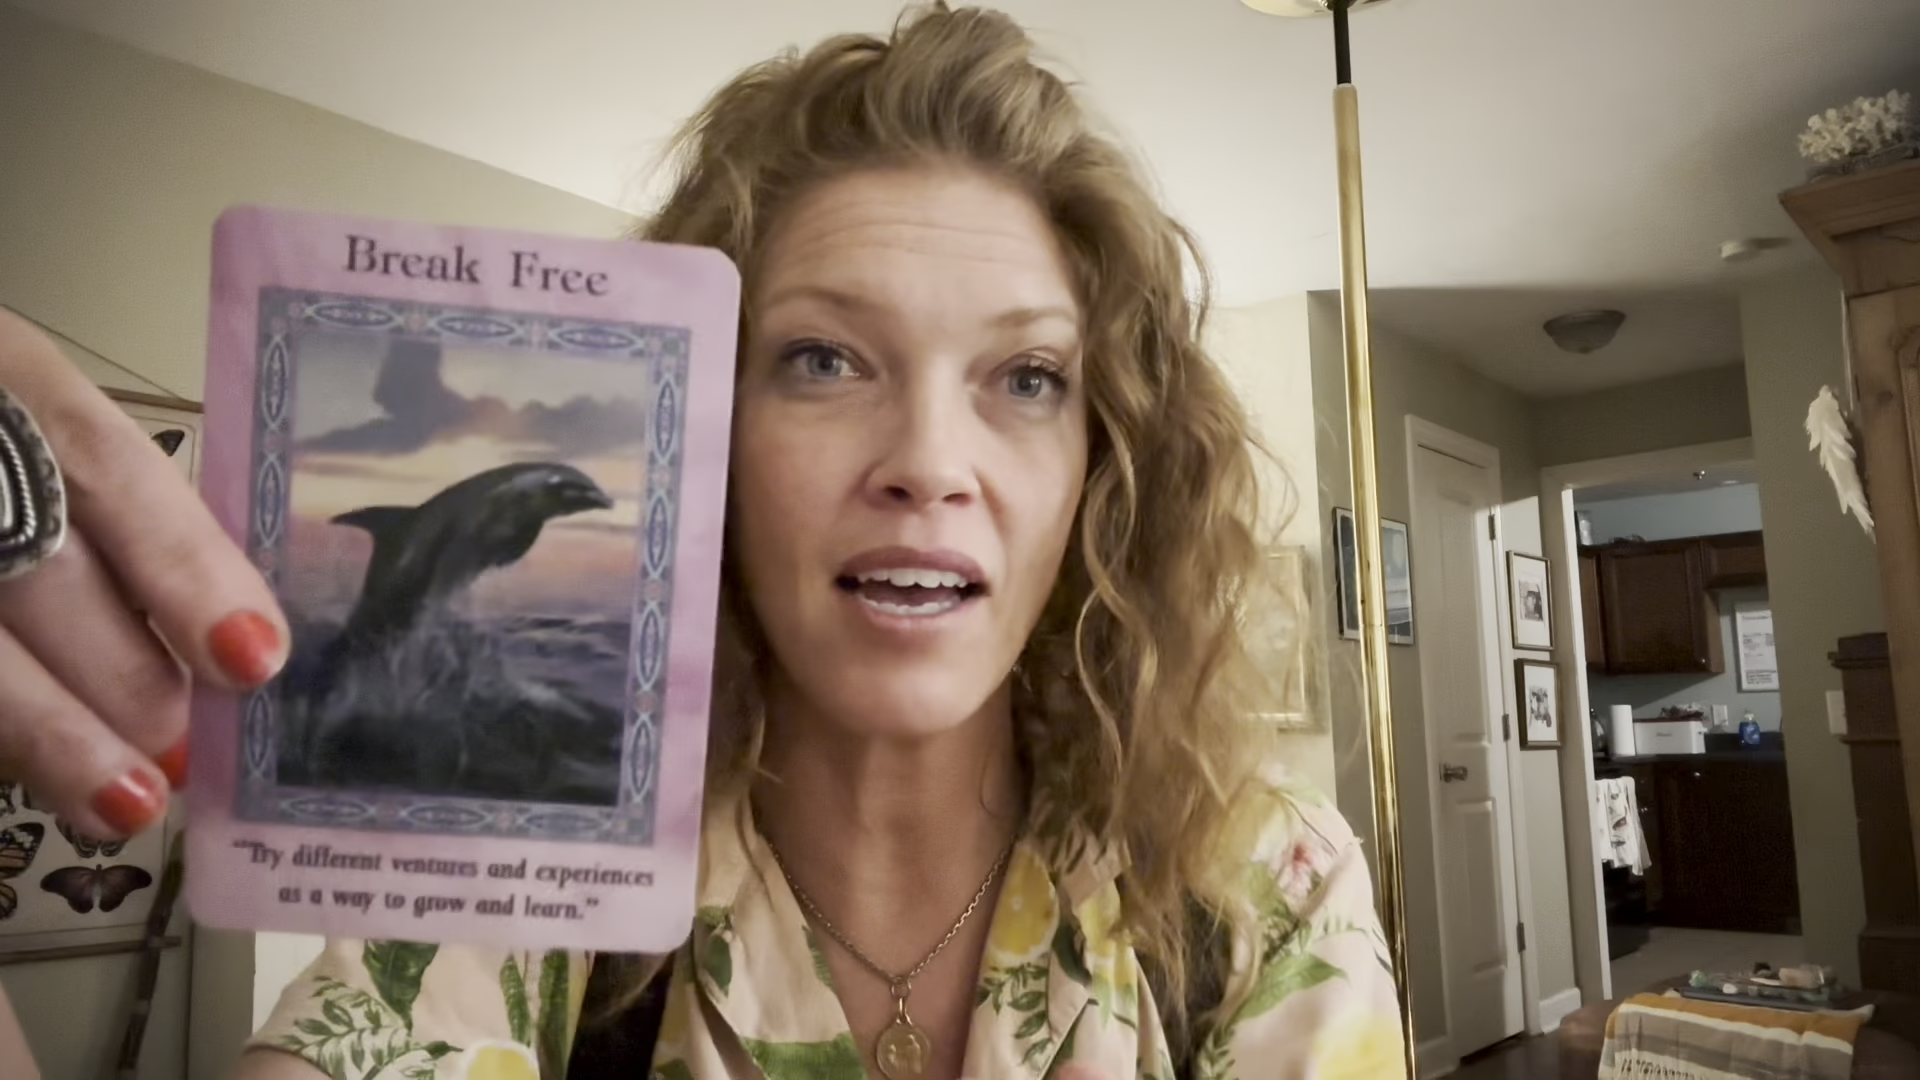 Break Free
"Try different ventures and experiences
as a way to grow and learn."